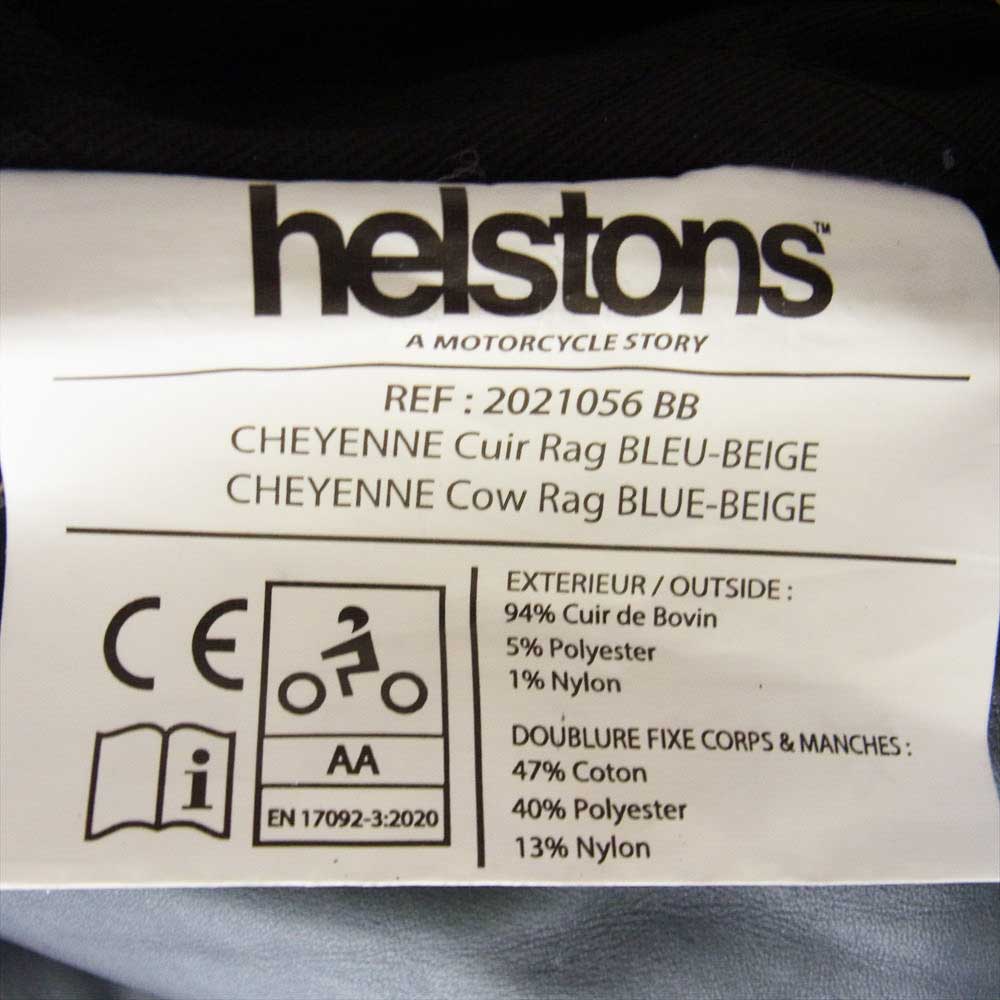 helstons™
A MOTORCYCLE STORY
REF : 2021056 BB
CHEYENNE Cuir Rag BLEU-BEIGE
CHEYENNE Cow Rag BLUE-BEIGE
CE
i
AA
EN 17092-3:2020
EXTERIEUR / OUTSIDE :
94% Cuir de Bovin
5% Polyester
1% Nylon
DOUBLURE FIXE CORPS & MANCHES :
47% Coton
40% Polyester
13% Nylon